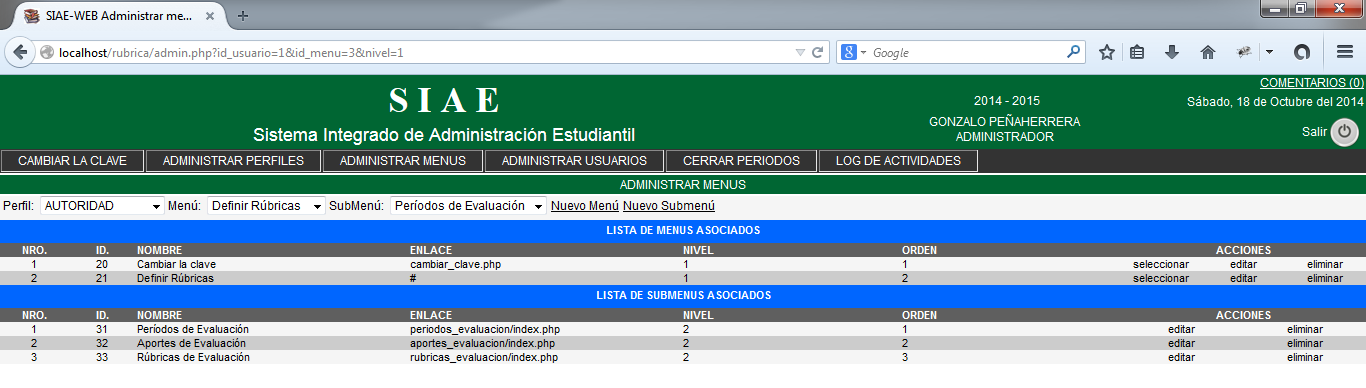 SIAE-WEB Administrar me...
localhost/rubrica/admin.php?id_usuario=1&id_menu=3&nivel=1
Google
COMENTARIOS (0)
S I A E
2014 - 2015
Sábado, 18 de Octubre del 2014
Sistema Integrado de Administración Estudiantil
GONZALO PEÑAHERRERA
ADMINISTRADOR
Salir
CAMBIAR LA CLAVE ADMINISTRAR PERFILES ADMINISTRAR MENUS ADMINISTRAR USUARIOS CERRAR PERIODOS LOG DE ACTIVIDADES
ADMINISTRAR MENUS
Perfil: AUTORIDAD Menú: Definir Rúbricas SubMenú: Períodos de Evaluación Nuevo Menú Nuevo Submenú
LISTA DE MENUS ASOCIADOS
NRO. ID. NOMBRE ENLACE NIVEL ORDEN ACCIONES
1 20 Cambiar la clave cambiar_clave.php 1 1 seleccionar editar eliminar
2 21 Definir Rúbricas # 1 2 seleccionar editar eliminar
LISTA DE SUBMENUS ASOCIADOS
NRO. ID. NOMBRE ENLACE NIVEL ORDEN ACCIONES
1 31 Períodos de Evaluación periodos_evaluacion/index.php 2 1 editar eliminar
2 32 Aportes de Evaluación aportes_evaluacion/index.php 2 2 editar eliminar
3 33 Rúbricas de Evaluación rubricas_evaluacion/index.php 2 3 editar eliminar